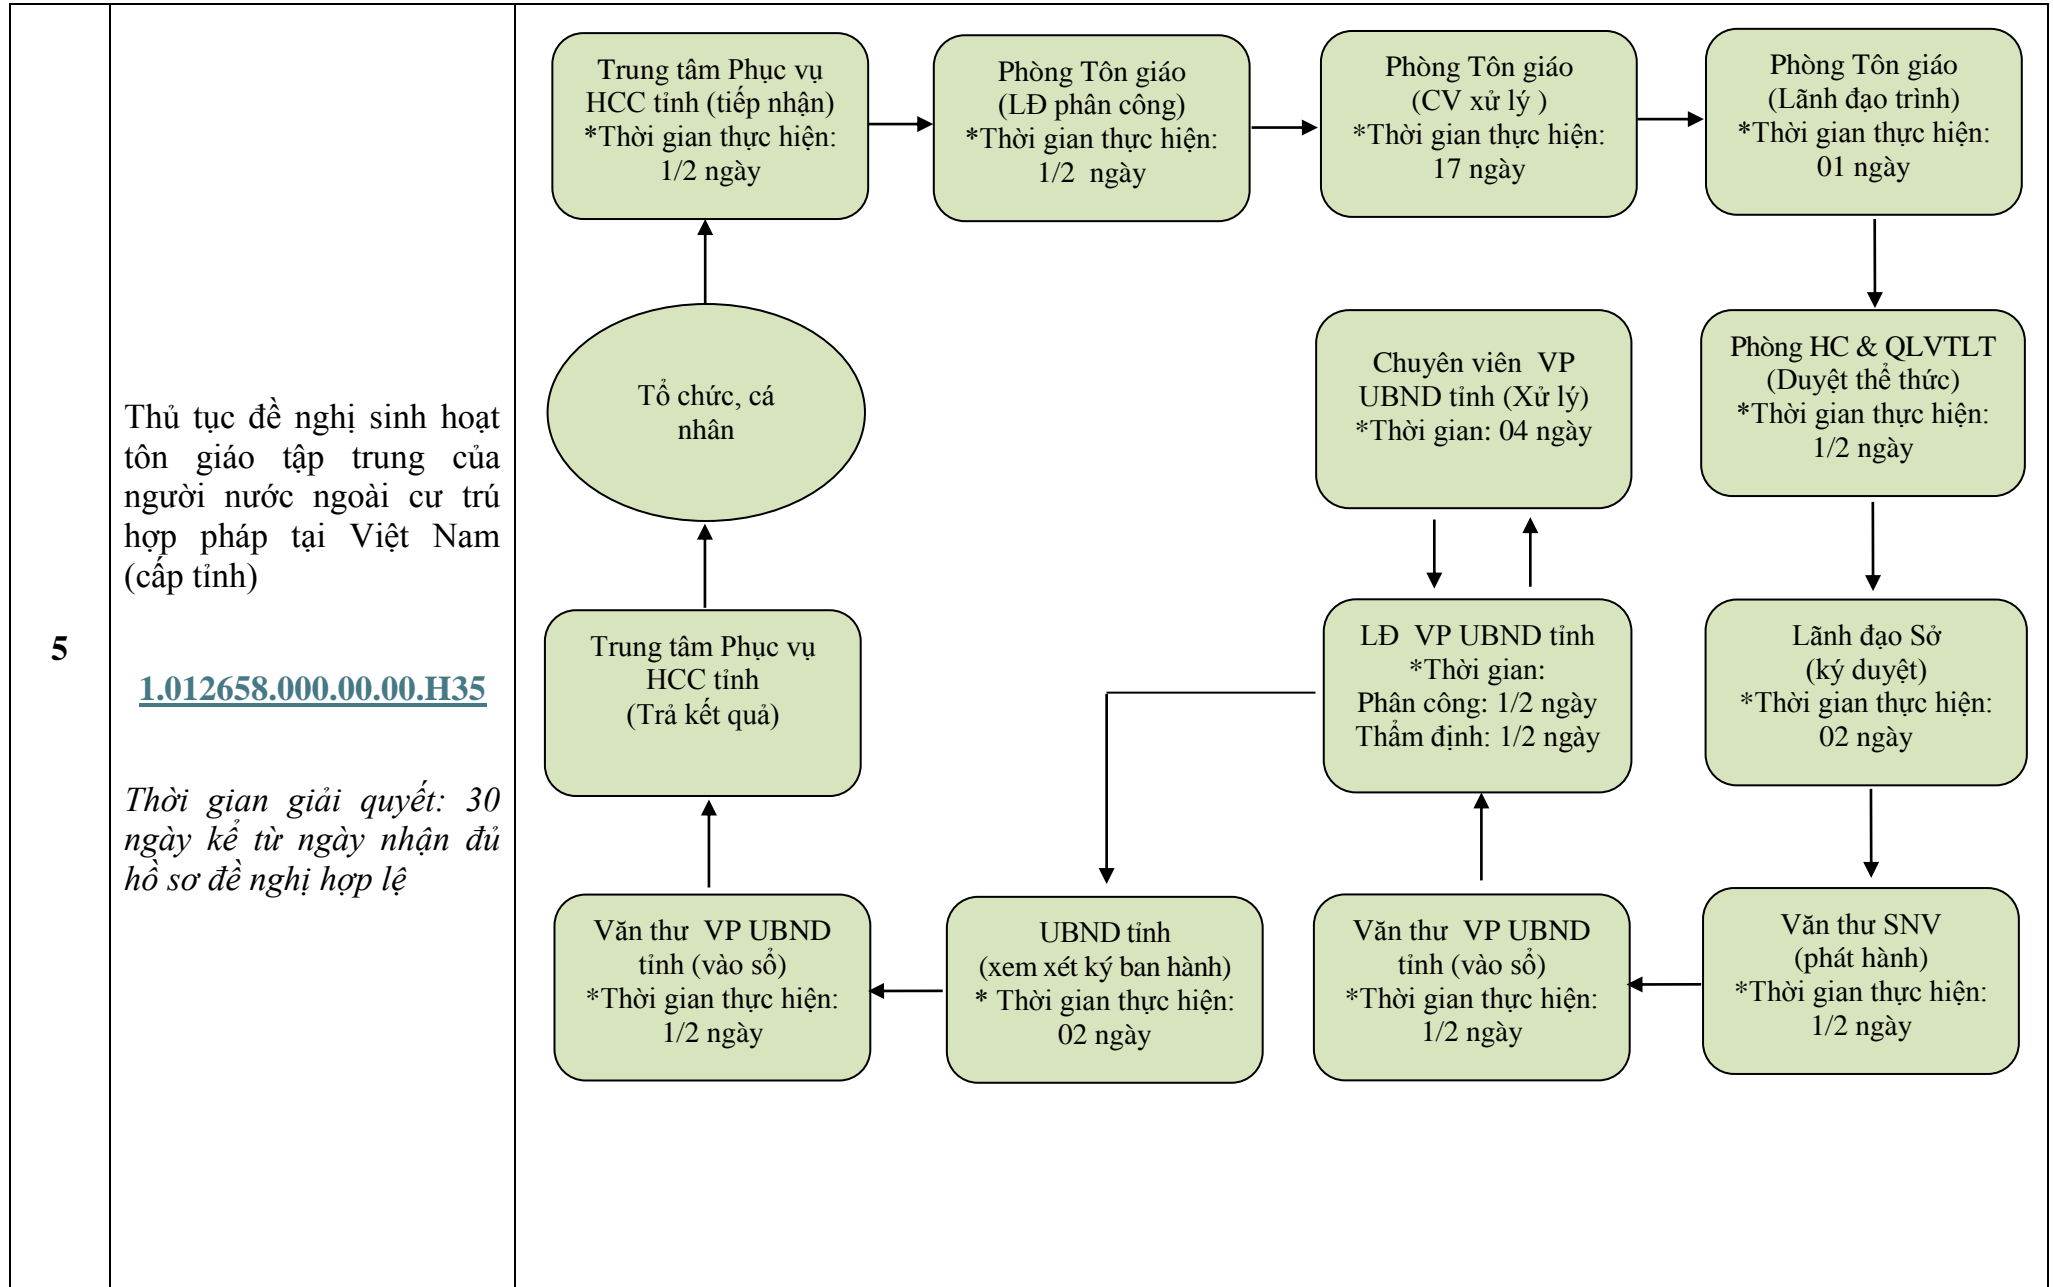 5
Thủ tục đề nghị sinh hoạt
tôn giáo tập trung của
người nước ngoài cư trú
hợp pháp tại Việt Nam
(cấp tỉnh)
1.012658.000.00.00.H35
Thời gian giải quyết: 30
ngày kể từ ngày nhận đủ
hồ sơ đề nghị hợp lệ
Trung tâm Phục vụ
HCC tỉnh (tiếp nhận)
*Thời gian thực hiện:
1/2 ngày
Phòng Tôn giáo
(LĐ phân công)
*Thời gian thực hiện:
1/2 ngày
Phòng Tôn giáo
(CV xử lý )
*Thời gian thực hiện:
17 ngày
Phòng Tôn giáo
(Lãnh đạo trình)
*Thời gian thực hiện:
01 ngày
Tổ chức, cá
nhân
Chuyên viên VP
UBND tỉnh (Xử lý)
*Thời gian: 04 ngày
Phòng HC & QLVTLT
(Duyệt thể thức)
*Thời gian thực hiện:
1/2 ngày
Trung tâm Phục vụ
HCC tỉnh
(Trả kết quả)
LĐ VP UBND tỉnh
*Thời gian:
Phân công: 1/2 ngày
Thẩm định: 1/2 ngày
Lãnh đạo Sở
(ký duyệt)
*Thời gian thực hiện:
02 ngày
Văn thư VP UBND
tỉnh (vào sổ)
*Thời gian thực hiện:
1/2 ngày
UBND tỉnh
(xem xét ký ban hành)
* Thời gian thực hiện:
02 ngày
Văn thư VP UBND
tỉnh (vào sổ)
*Thời gian thực hiện:
1/2 ngày
Văn thư SNV
(phát hành)
*Thời gian thực hiện:
1/2 ngày